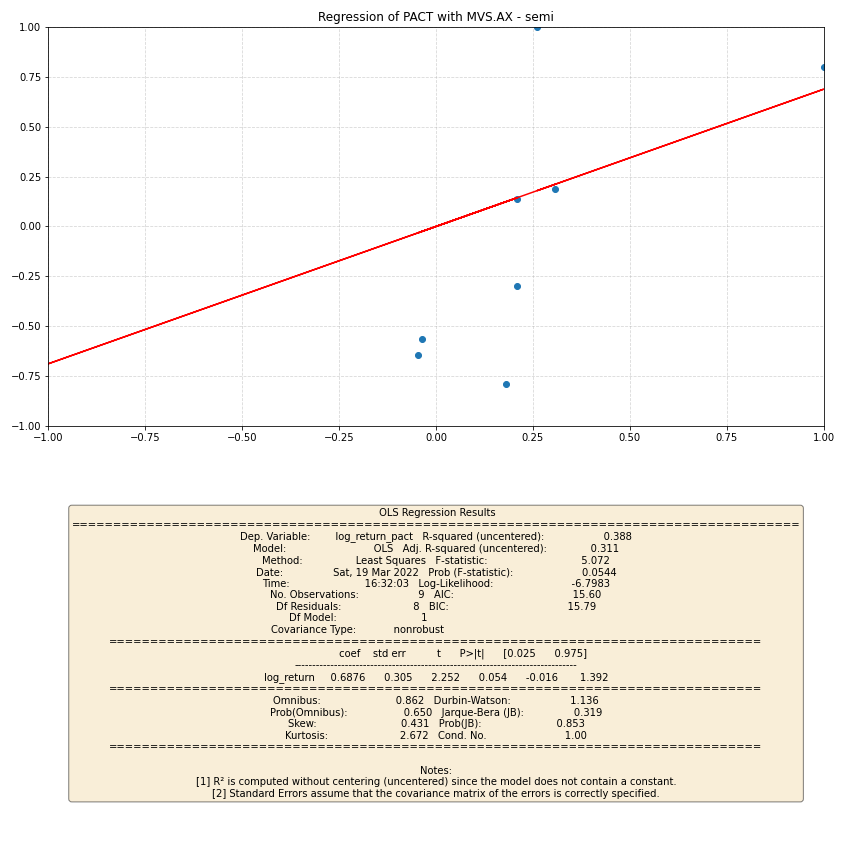 Regression of PACT with MVS.AX - semi
1.00
0.75
0.50
0.25
0.00
−0.25
−0.50
−0.75
−1.00
−1.00 −0.75 −0.50 −0.25 0.00 0.25 0.50 0.75 1.00
OLS Regression Results
==============================================================================
Dep. Variable: log_return_pact R-squared (uncentered): 0.388
Model: OLS Adj. R-squared (uncentered): 0.311
Method: Least Squares F-statistic: 5.072
Date: Sat, 19 Mar 2022 Prob (F-statistic): 0.0544
Time: 16:32:03 Log-Likelihood: -6.7983
No. Observations: 9 AIC: 15.60
Df Residuals: 8 BIC: 15.79
Df Model: 1
Covariance Type: nonrobust
==============================================================================
coef std err t P>|t| [0.025 0.975]
------------------------------------------------------------------------------
log_return 0.6876 0.305 2.252 0.054 -0.016 1.392
==============================================================================
Omnibus: 0.862 Durbin-Watson: 1.136
Prob(Omnibus): 0.650 Jarque-Bera (JB): 0.319
Skew: 0.431 Prob(JB): 0.853
Kurtosis: 2.672 Cond. No. 1.00
==============================================================================
Notes:
[1] R² is computed without centering (uncentered) since the model does not contain a constant.
[2] Standard Errors assume that the covariance matrix of the errors is correctly specified.